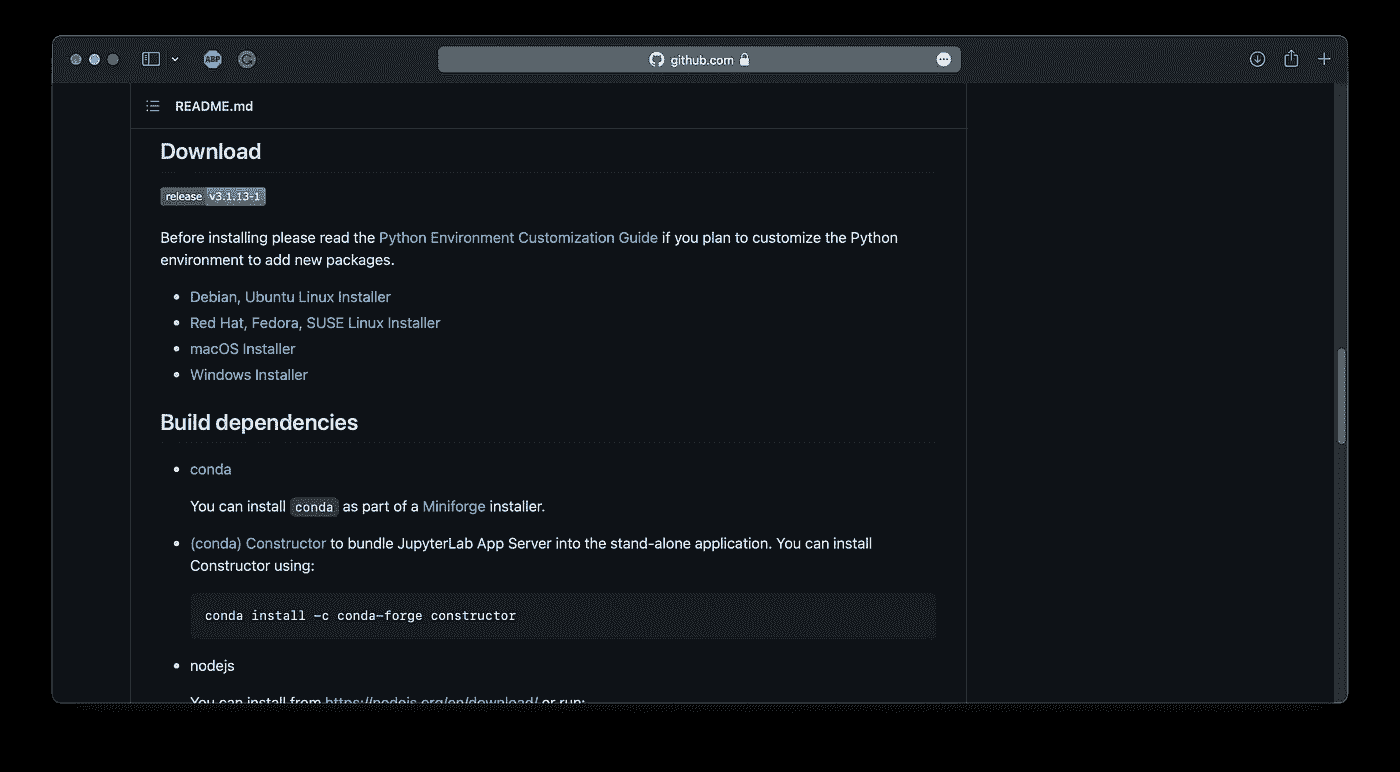 ABP
github.com
README.md
Download
release v3.1.13-1
Before installing please read the Python Environment Customization Guide if you plan to customize the Python
environment to add new packages.
Debian, Ubuntu Linux Installer
Red Hat, Fedora, SUSE Linux Installer
macOS Installer
Windows Installer
Build dependencies
conda
You can install conda as part of a Miniforge installer.
(conda) Constructor to bundle JupyterLab App Server into the stand-alone application. You can install
Constructor using:
conda install -c conda-forge constructor
nodejs
You can install from https://nodejs.org/en/download/ or run: